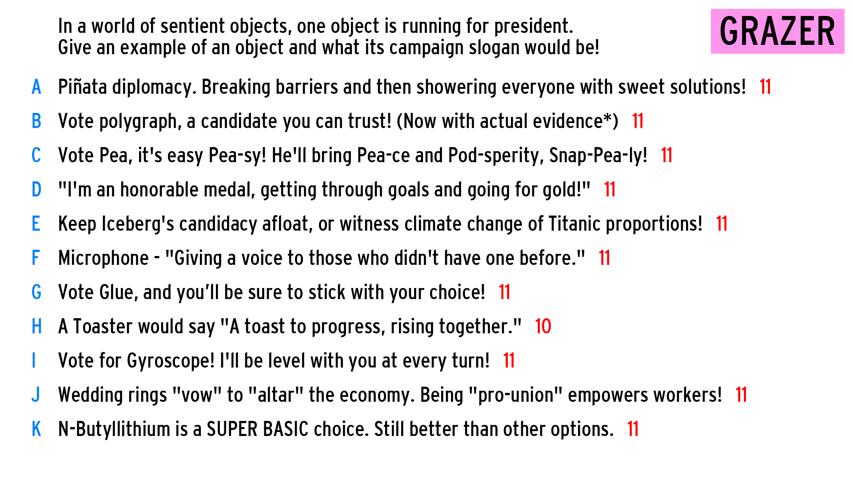 In a world of sentient objects, one object is running for president.
Give an example of an object and what its campaign slogan would be!
GRAZER
A Piñata diplomacy. Breaking barriers and then showering everyone with sweet solutions! 11
B Vote polygraph, a candidate you can trust! (Now with actual evidence*) 11
C Vote Pea, it's easy Pea-sy! He'll bring Pea-ce and Pod-sperity, Snap-Pea-ly! 11
D "I'm an honorable medal, getting through goals and going for gold!" 11
E Keep Iceberg's candidacy afloat, or witness climate change of Titanic proportions! 11
F Microphone - "Giving a voice to those who didn't have one before." 11
G Vote Glue, and you’ll be sure to stick with your choice! 11
H A Toaster would say "A toast to progress, rising together." 10
I Vote for Gyroscope! I'll be level with you at every turn! 11
J Wedding rings "vow" to "altar" the economy. Being "pro-union" empowers workers! 11
K N-Butyllithium is a SUPER BASIC choice. Still better than other options. 11